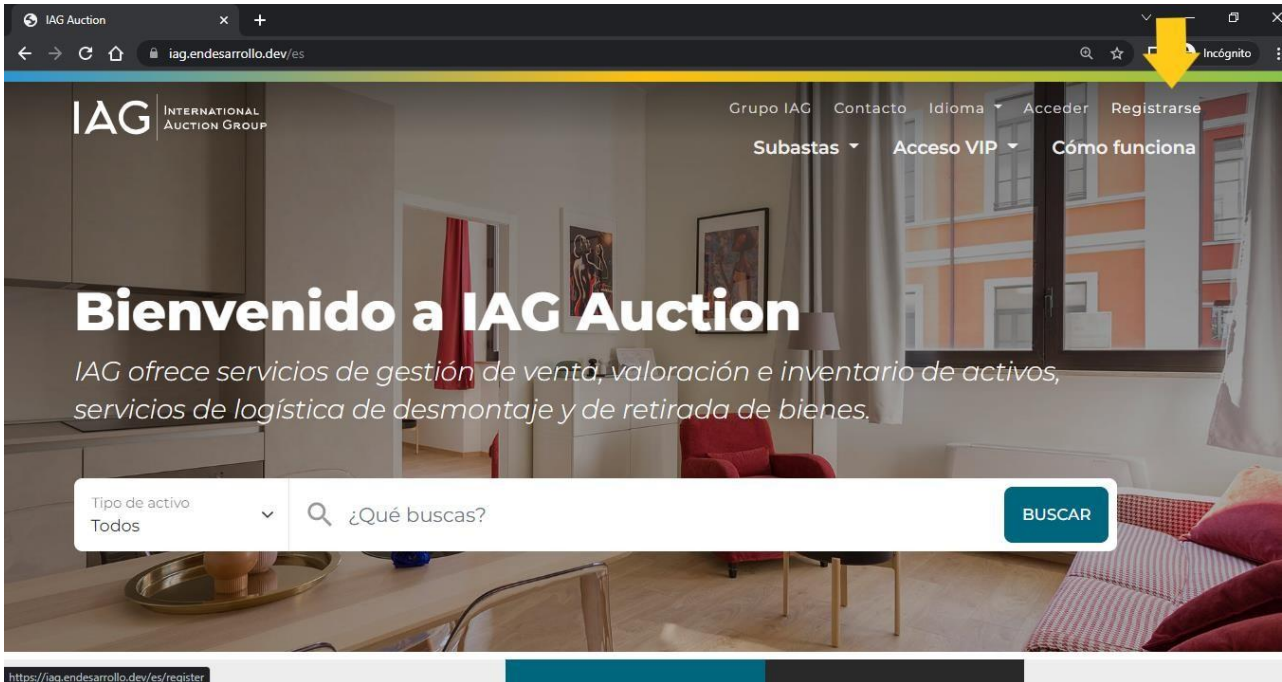 IAG Auction
iag.endesarrollo.dev/es
Incógnito
IAG INTERNATIONAL
AUCTION GROUP
Grupo IAG Contacto Idioma Acceder Registrarse
Subastas Acceso VIP Cómo funciona
Bienvenido a IAG Auction
IAG ofrece servicios de gestión de venta, valoración e inventario de activos,
servicios de logística de desmontaje y de retirada de bienes.
Tipo de activo
Todos
¿Qué buscas?
BUSCAR
https://iag.endesarrollo.dev/es/register